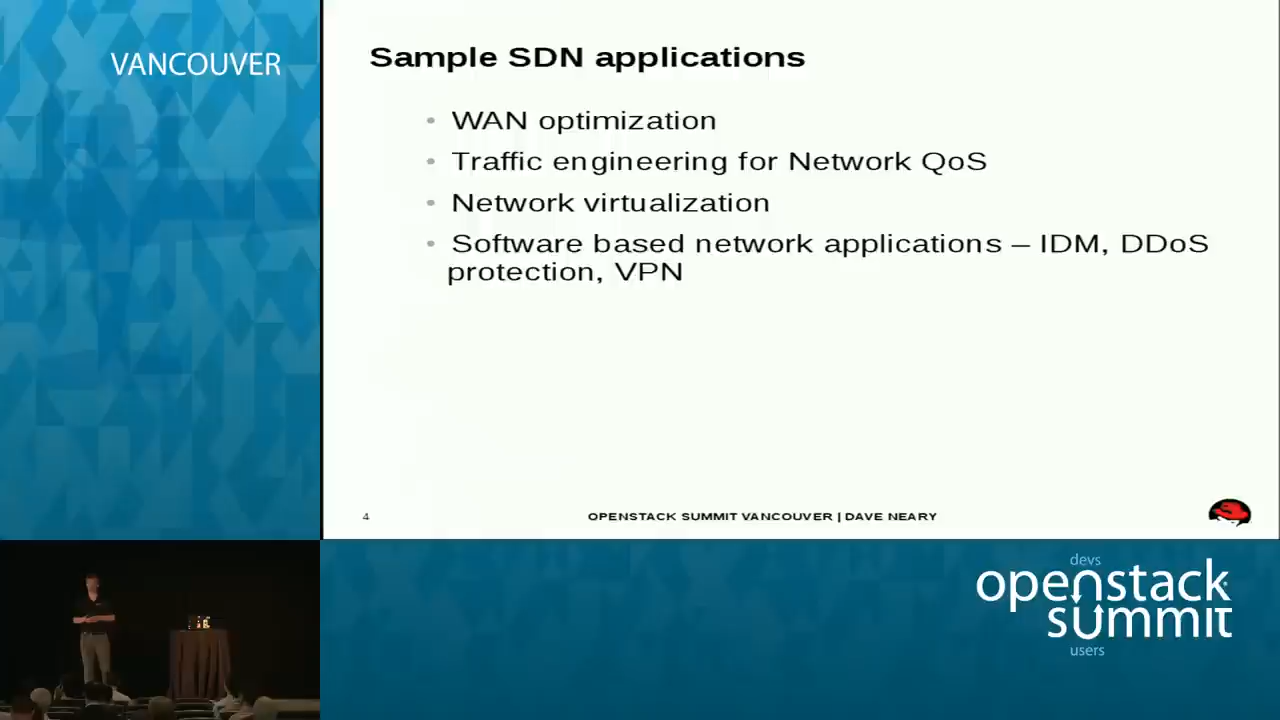 VANCOUVER
Sample SDN applications
• WAN optimization
• Traffic engineering for Network QoS
• Network virtualization
• Software based network applications – IDM, DDoS
protection, VPN
4
OPENSTACK SUMMIT VANCOUVER | DAVE NEARY
devs
openstack
summit
users